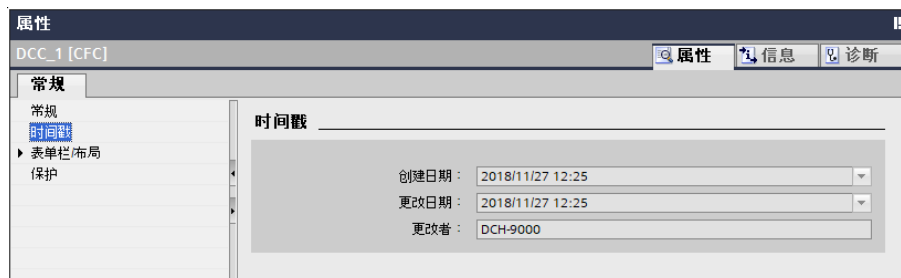 属性
DCC_1 [CFC]
属性
信息
诊断
常规
常规
时间戳
表单栏/布局
保护
时间戳
创建日期：
2018/11/27 12:25
更改日期：
2018/11/27 12:25
更改者：
DCH-9000